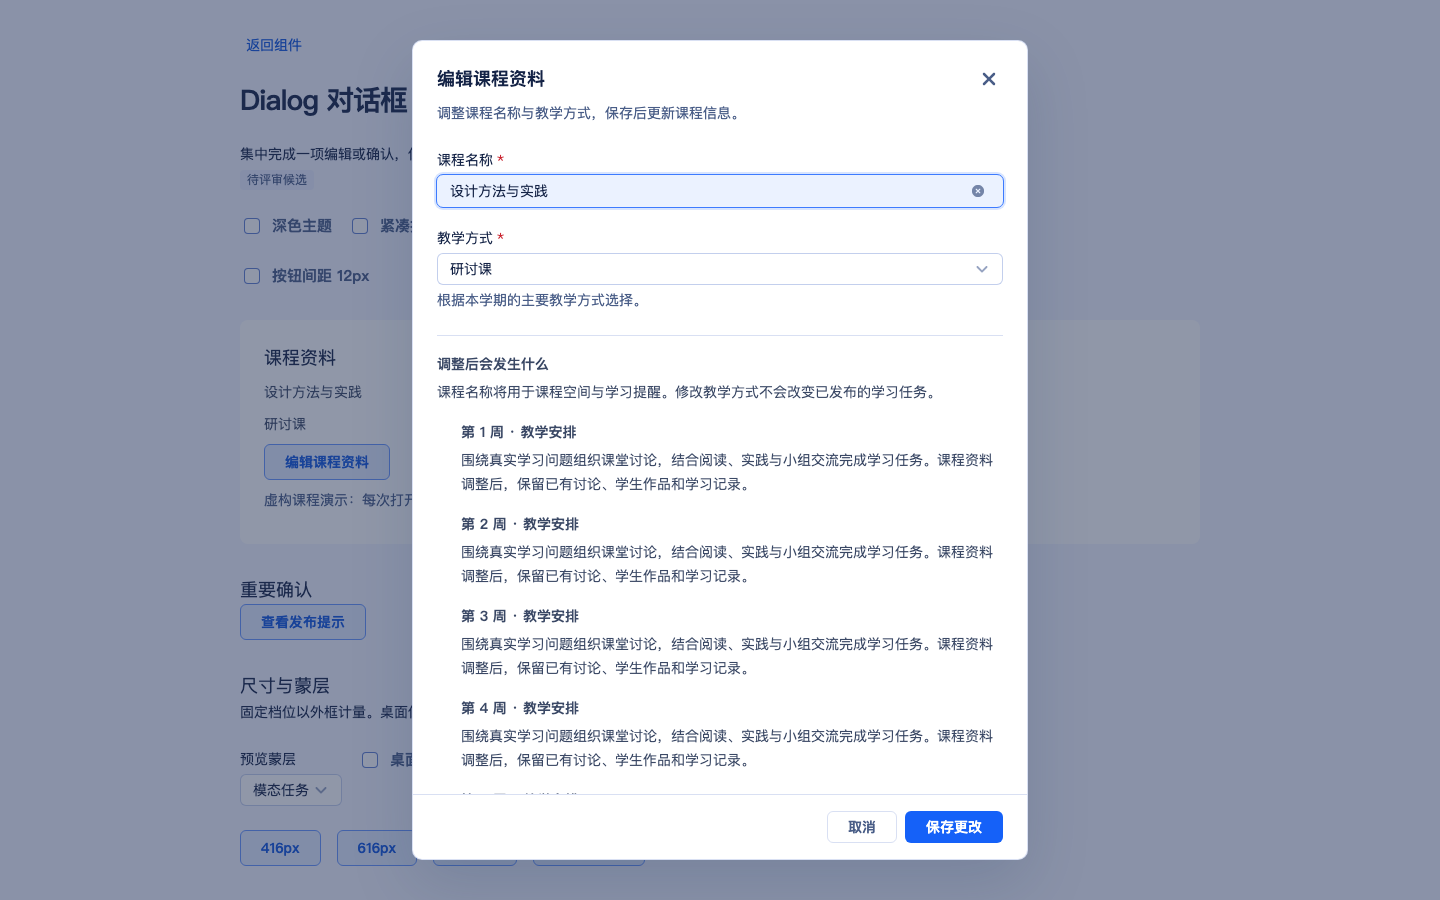 返回组件
Dialog 对话框
集中完成一项编辑或确认，
待评审候选
深色主题
紧凑
按钮间距 12px
课程资料
设计方法与实践
研讨课
编辑课程资料
虚构课程演示：每次打开
重要确认
查看发布提示
尺寸与蒙层
固定档位以外框计量。桌面
预览蒙层
桌面
模态任务
416px
616px
编辑课程资料
调整课程名称与教学方式，保存后更新课程信息。
课程名称 *
设计方法与实践
教学方式 *
研讨课
根据本学期的主要教学方式选择。
调整后会发生什么
课程名称将用于课程空间与学习提醒。修改教学方式不会改变已发布的学习任务。
第 1 周 · 教学安排
围绕真实学习问题组织课堂讨论，结合阅读、实践与小组交流完成学习任务。课程资料
调整后，保留已有讨论、学生作品和学习记录。
第 2 周 · 教学安排
围绕真实学习问题组织课堂讨论，结合阅读、实践与小组交流完成学习任务。课程资料
调整后，保留已有讨论、学生作品和学习记录。
第 3 周 · 教学安排
围绕真实学习问题组织课堂讨论，结合阅读、实践与小组交流完成学习任务。课程资料
调整后，保留已有讨论、学生作品和学习记录。
第 4 周 · 教学安排
围绕真实学习问题组织课堂讨论，结合阅读、实践与小组交流完成学习任务。课程资料
调整后，保留已有讨论、学生作品和学习记录。
取消
保存更改